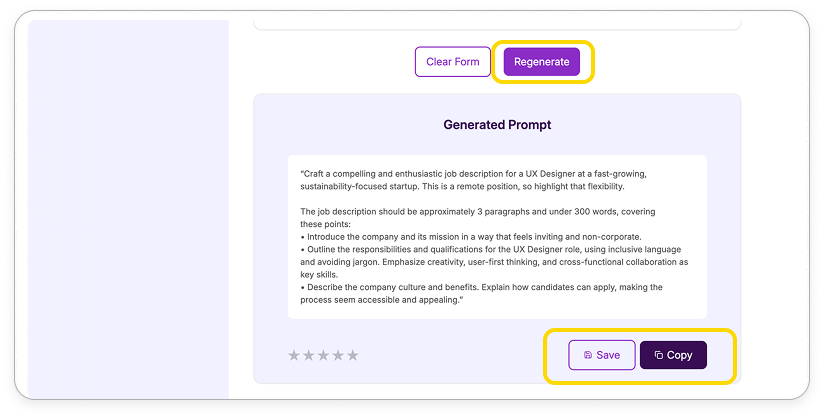 Clear Form
Regenerate
Generated Prompt
“Craft a compelling and enthusiastic job description for a UX Designer at a fast-growing,
sustainability-focused startup. This is a remote position, so highlight that flexibility.
The job description should be approximately 3 paragraphs and under 300 words, covering
these points:
• Introduce the company and its mission in a way that feels inviting and non-corporate.
• Outline the responsibilities and qualifications for the UX Designer role, using inclusive language
and avoiding jargon. Emphasize creativity, user-first thinking, and cross-functional collaboration as
key skills.
• Describe the company culture and benefits. Explain how candidates can apply, making the
process seem accessible and appealing.”
Save
Copy